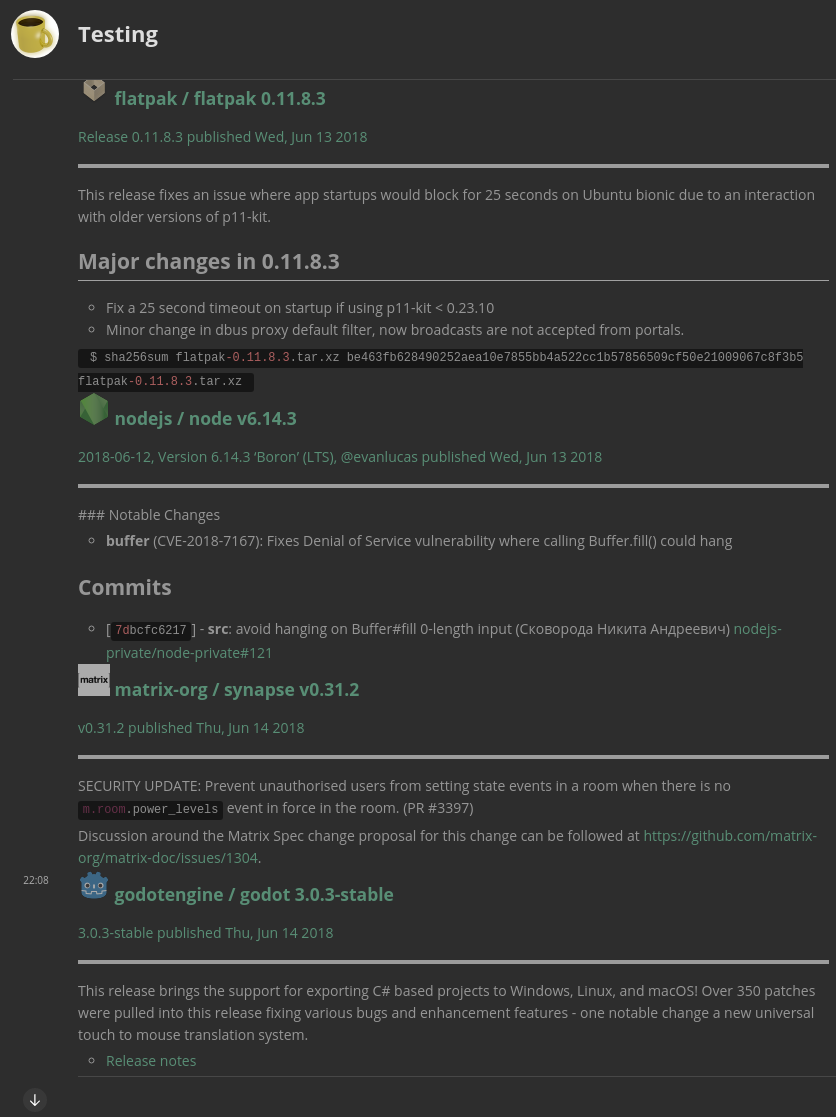 Testing
flatpak / flatpak 0.11.8.3
Release 0.11.8.3 published Wed, Jun 13 2018
This release fixes an issue where app startups would block for 25 seconds on Ubuntu bionic due to an interaction
with older versions of p11-kit.
Major changes in 0.11.8.3
Fix a 25 second timeout on startup if using p11-kit < 0.23.10
Minor change in dbus proxy default filter, now broadcasts are not accepted from portals.
$ sha256sum flatpak-0.11.8.3.tar.xz be463fb628490252aea10e7855bb4a522cc1b57856509cf50e21009067c8f3b5
flatpak-0.11.8.3.tar.xz
nodejs / node v6.14.3
2018-06-12, Version 6.14.3 ‘Boron’ (LTS), @evanlucas published Wed, Jun 13 2018
### Notable Changes
buffer (CVE-2018-7167): Fixes Denial of Service vulnerability where calling Buffer.fill() could hang
Commits
[7dbcfc6217] - src: avoid hanging on Buffer#fill 0-length input (Сковорода Никита Андреевич) nodejs-
private/node-private#121
matrix
matrix-org / synapse v0.31.2
v0.31.2 published Thu, Jun 14 2018
SECURITY UPDATE: Prevent unauthorised users from setting state events in a room when there is no
m.room.power_levels event in force in the room. (PR #3397)
Discussion around the Matrix Spec change proposal for this change can be followed at https://github.com/matrix-
org/matrix-doc/issues/1304.
22:08
godotengine / godot 3.0.3-stable
3.0.3-stable published Thu, Jun 14 2018
This release brings the support for exporting C# based projects to Windows, Linux, and macOS! Over 350 patches
were pulled into this release fixing various bugs and enhancement features - one notable change a new universal
touch to mouse translation system.
Release notes